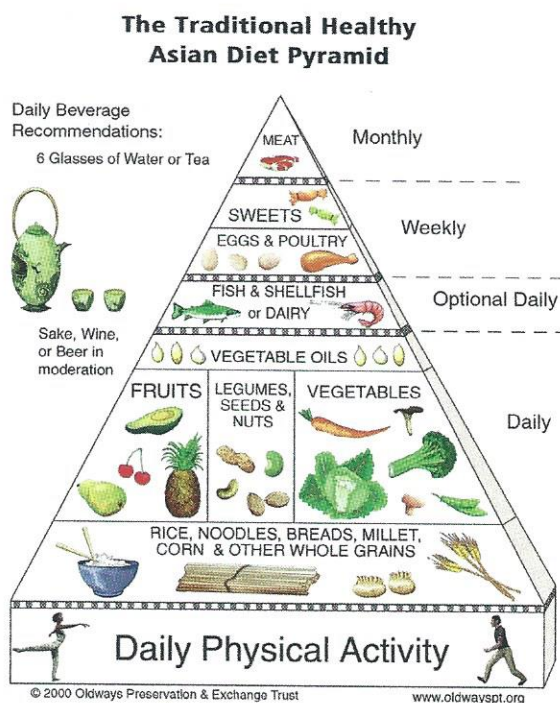 The Traditional Healthy
Asian Diet Pyramid
Daily Beverage
Recommendations:
6 Glasses of Water or Tea
Sake, Wine,
or Beer in
moderation
MEAT
Monthly
SWEETS
EGGS & POULTRY
Weekly
FISH & SHELLFISH
or DAIRY
Optional Daily
VEGETABLE OILS
FRUITS
LEGUMES,
SEEDS &
NUTS
VEGETABLES
Daily
RICE, NOODLES, BREADS, MILLET,
CORN & OTHER WHOLE GRAINS
Daily Physical Activity
© 2000 Oldways Preservation & Exchange Trust
www.oldwayspt.org